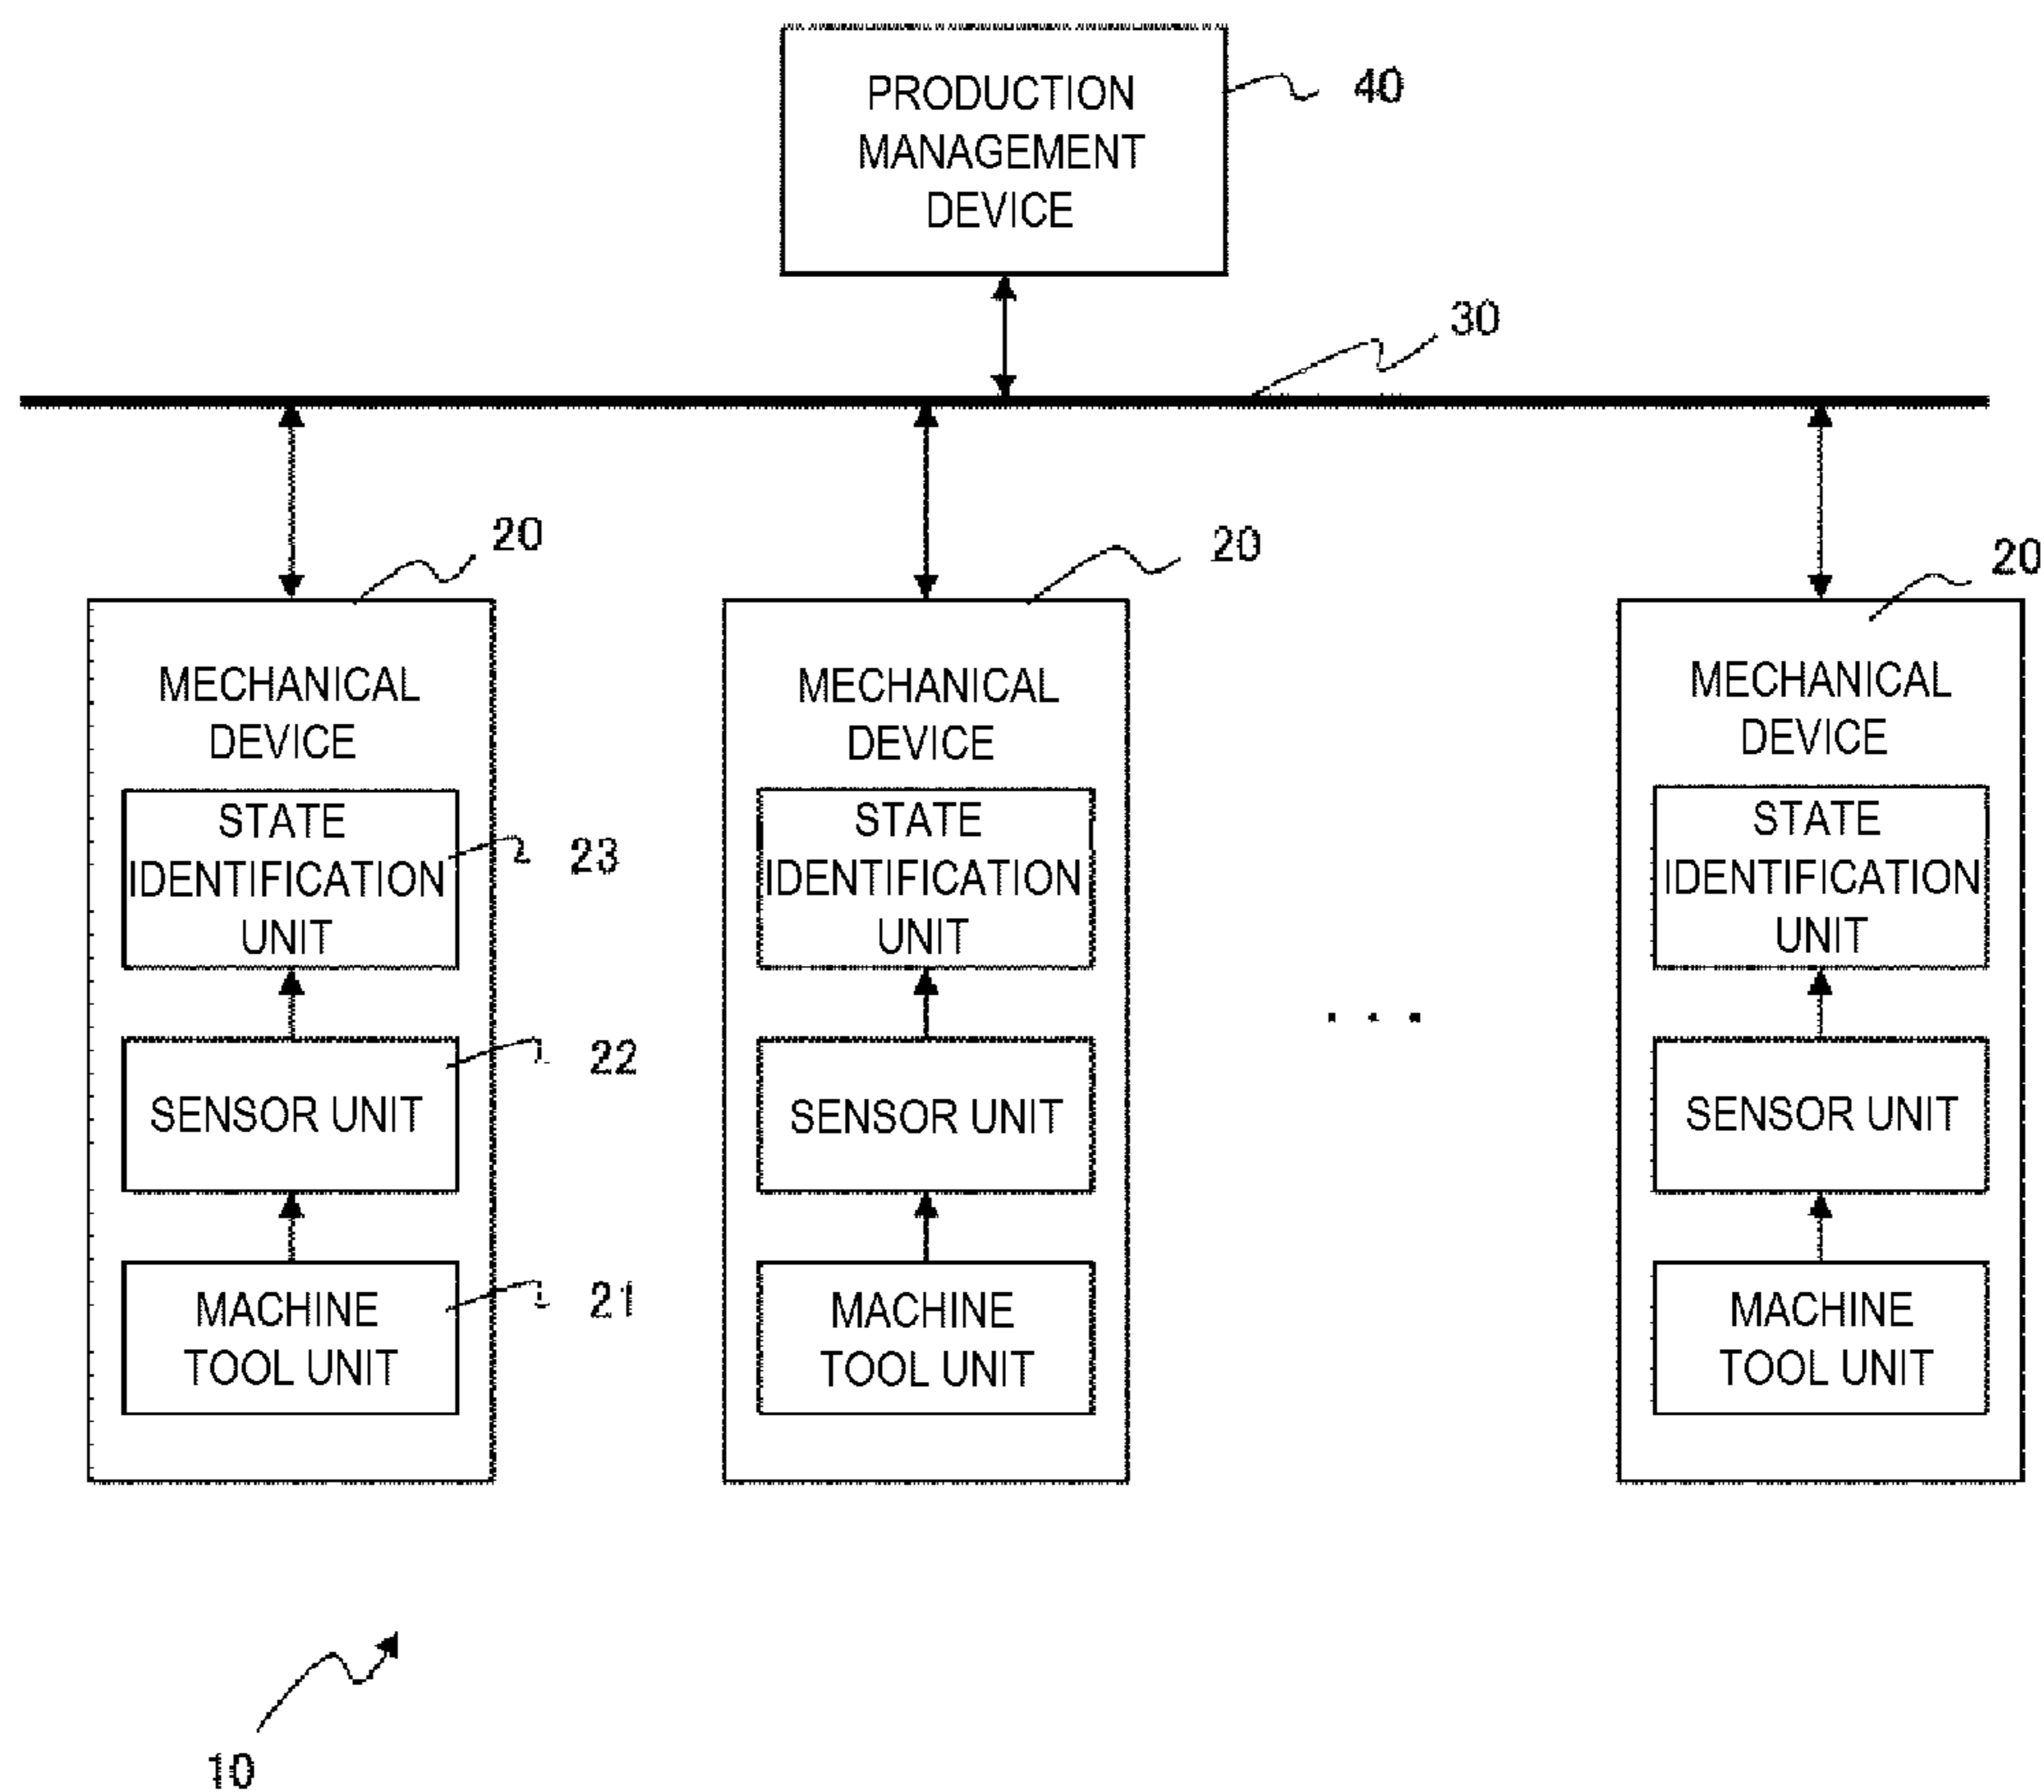 PRODUCTION
MANAGEMENT
DEVICE
40
30
20
20
20
MECHANICAL
DEVICE
STATE
IDENTIFICATION
UNIT
23
SENSOR UNIT
22
MACHINE
TOOL UNIT
21
MECHANICAL
DEVICE
STATE
IDENTIFICATION
UNIT
SENSOR UNIT
MACHINE
TOOL UNIT
. . .
MECHANICAL
DEVICE
STATE
IDENTIFICATION
UNIT
SENSOR UNIT
MACHINE
TOOL UNIT
10